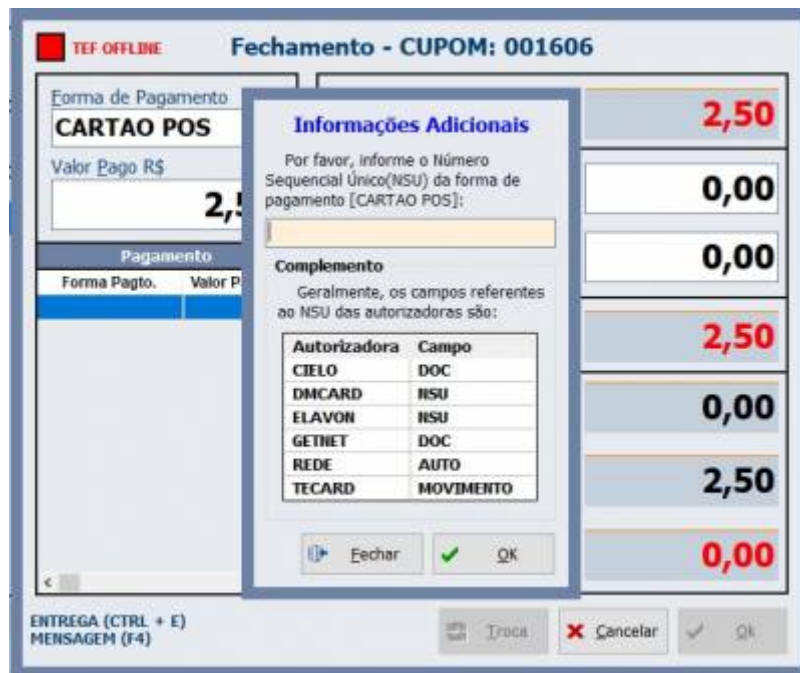 TEF OFFLINE
Fechamento - CUPOM: 001606
Forma de Pagamento
CARTAO POS
Valor Pago R$
2,5
Pagamento
Forma Pagto. Valor P
Informações Adicionais
Por favor, informe o Número
Sequencial Único(NSU) da forma de
pagamento [CARTAO POS]:
Complemento
Geralmente, os campos referentes
ao NSU das autorizadoras são:
Autorizadora Campo
CIELO DOC
DMCARD NSU
ELAVON NSU
GETNET DOC
REDE AUTO
TECARD MOVIMENTO
Fechar
OK
2,50
0,00
0,00
2,50
0,00
2,50
0,00
ENTREGA (CTRL + E)
MENSAGEM (F4)
Troca
Cancelar
Ok